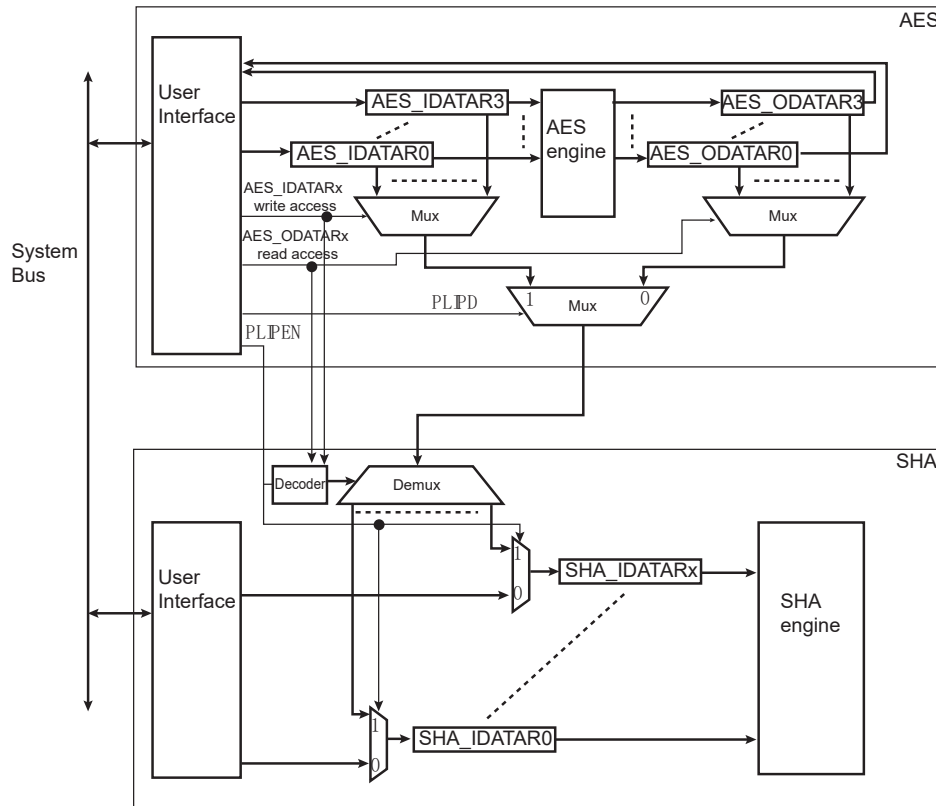 AES
User
Interface
AES_IDATAR3
AES_ODATAR3
AES
engine
AES_IDATAR0
AES_ODATAR0
AES_IDATARx
write access
Mux
Mux
AES_ODATARx
read access
System
Bus
1
Mux
0
PLIPD
PLIPEN
SHA
Decoder
Demux
User
Interface
1
SHA_IDATARx
0
SHA
engine
1
SHA_IDATAR0
0